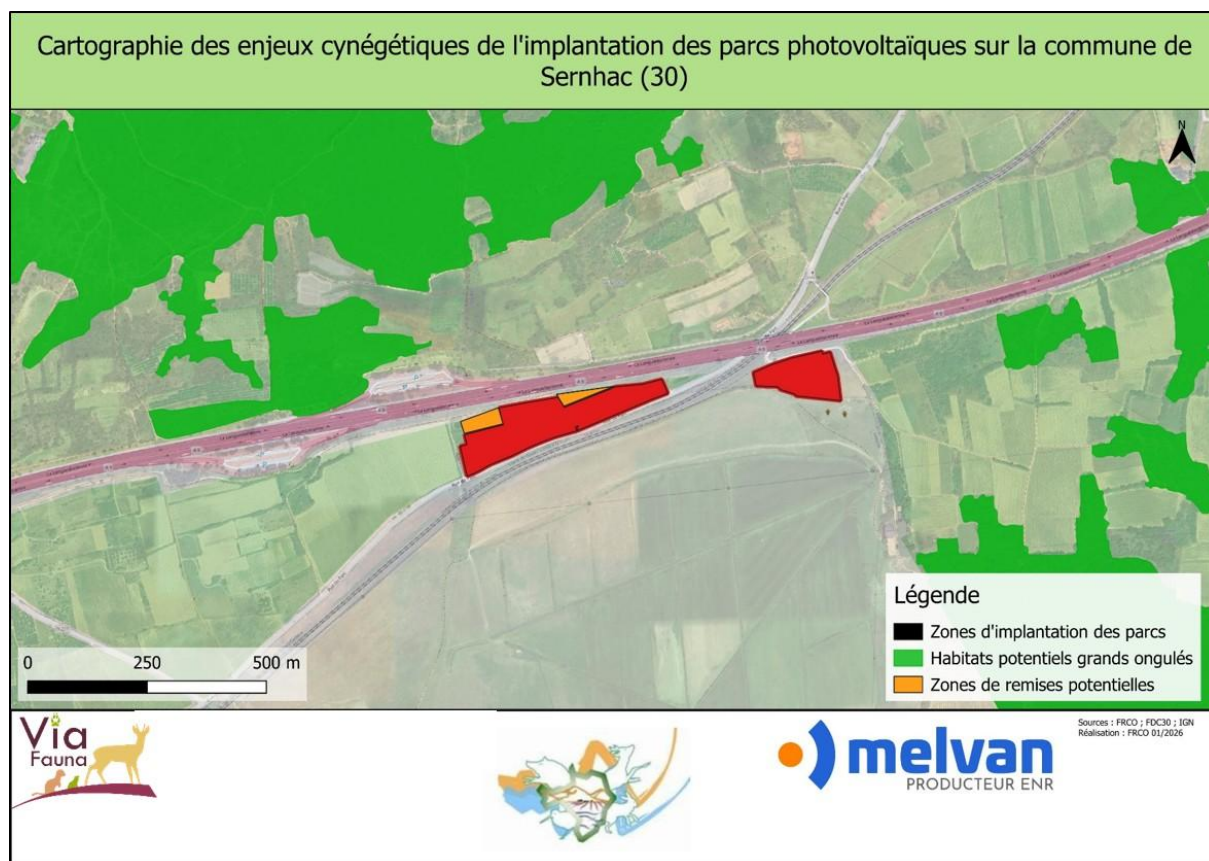 Cartographie des enjeux cynégétiques de l'implantation des parcs photovoltaïques sur la commune de
Sernhac (30)
N
Légende
Zones d'implantation des parcs
Habitats potentiels grands ongulés
Zones de remises potentielles
0 250 500 m
Via
Fauna
melvan
PRODUCTEUR ENR
Sources : FRCO ; FDC30 ; IGN
Réalisation : FRCO 01/2026